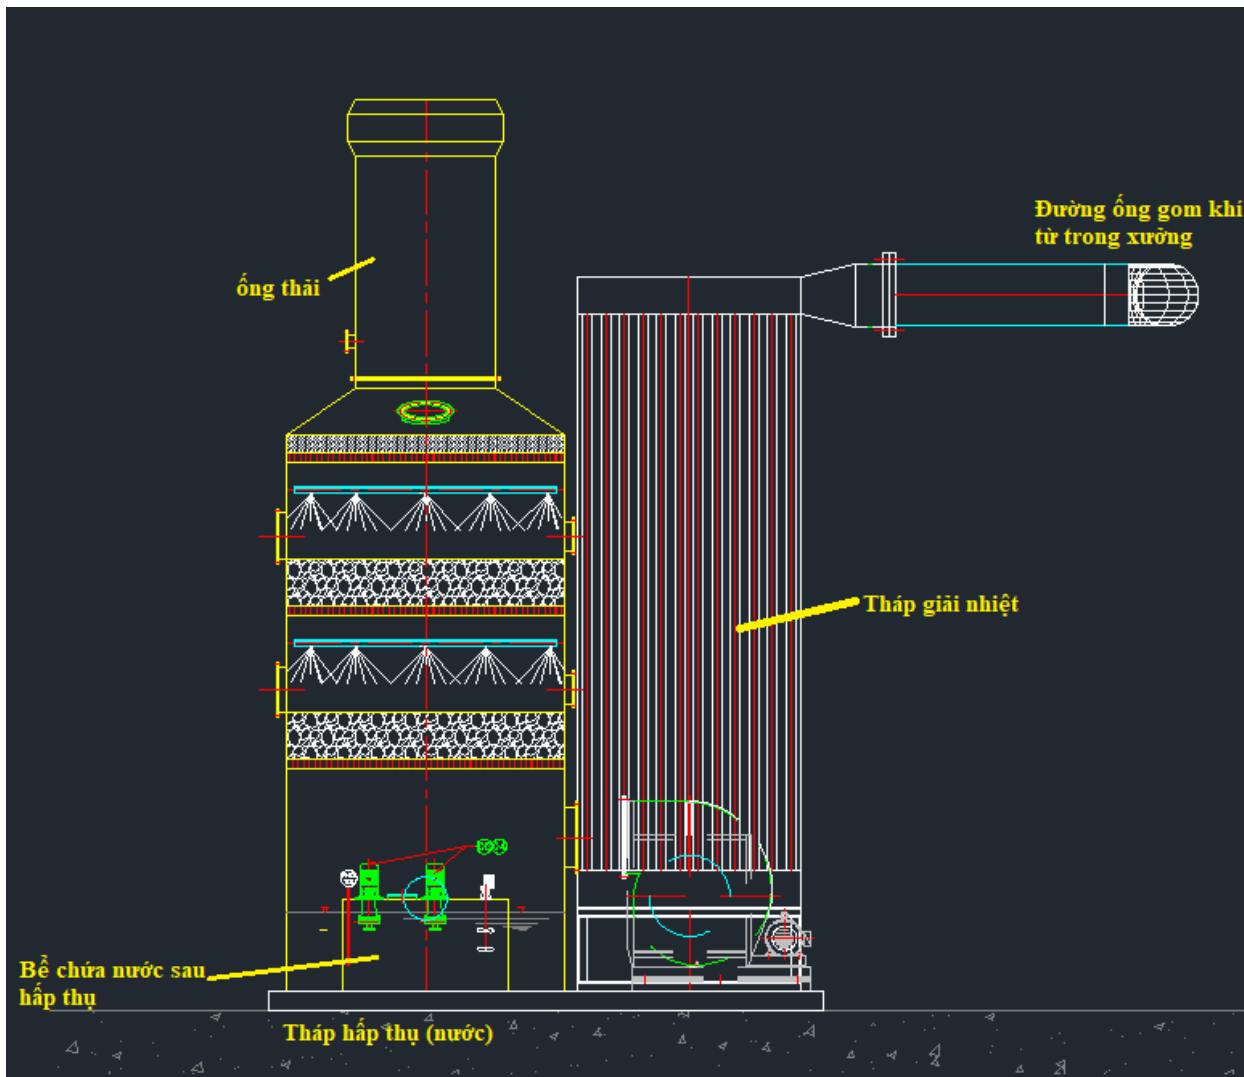 Đường ống gom khí
từ trong xưởng
ống thải
Tháp giải nhiệt
Bể chứa nước sau
hấp thụ
Tháp hấp thụ (nước)